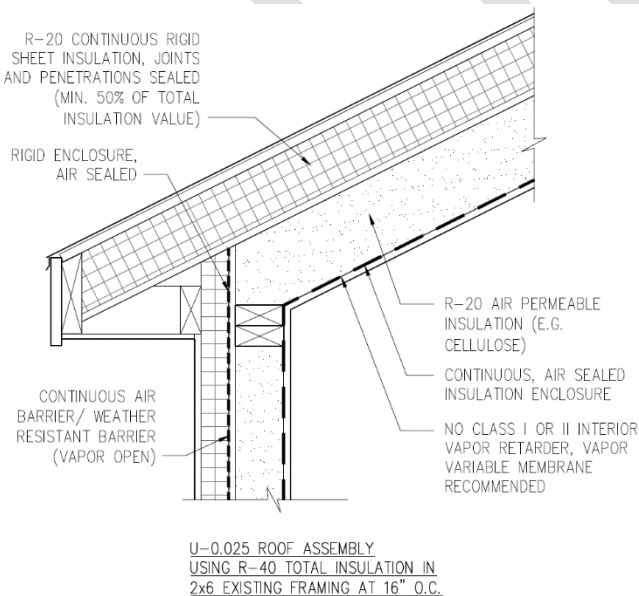 R-20 CONTINUOUS RIGID
SHEET INSULATION, JOINTS
AND PENETRATIONS SEALED
(MIN. 50% OF TOTAL
INSULATION VALUE)
RIGID ENCLOSURE,
AIR SEALED
R-20 AIR PERMEABLE
INSULATION (E.G.
CELLULOSE)
CONTINUOUS, AIR SEALED
INSULATION ENCLOSURE
NO CLASS I OR II INTERIOR
VAPOR RETARDER, VAPOR
VARIABLE MEMBRANE
RECOMMENDED
CONTINUOUS AIR
BARRIER/ WEATHER
RESISTANT BARRIER
(VAPOR OPEN)
U-0.025 ROOF ASSEMBLY
USING R-40 TOTAL INSULATION IN
2x6 EXISTING FRAMING AT 16" O.C.